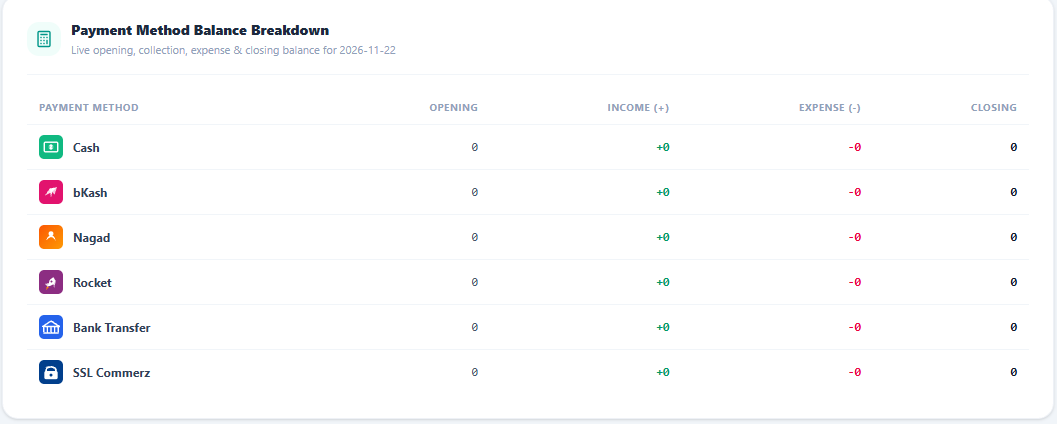 Payment Method Balance Breakdown
Live opening, collection, expense & closing balance for 2026-11-22
PAYMENT METHOD OPENING INCOME (+) EXPENSE (-) CLOSING
Cash 0 +0 -0 0
bKash 0 +0 -0 0
Nagad 0 +0 -0 0
Rocket 0 +0 -0 0
Bank Transfer 0 +0 -0 0
SSL Commerz 0 +0 -0 0